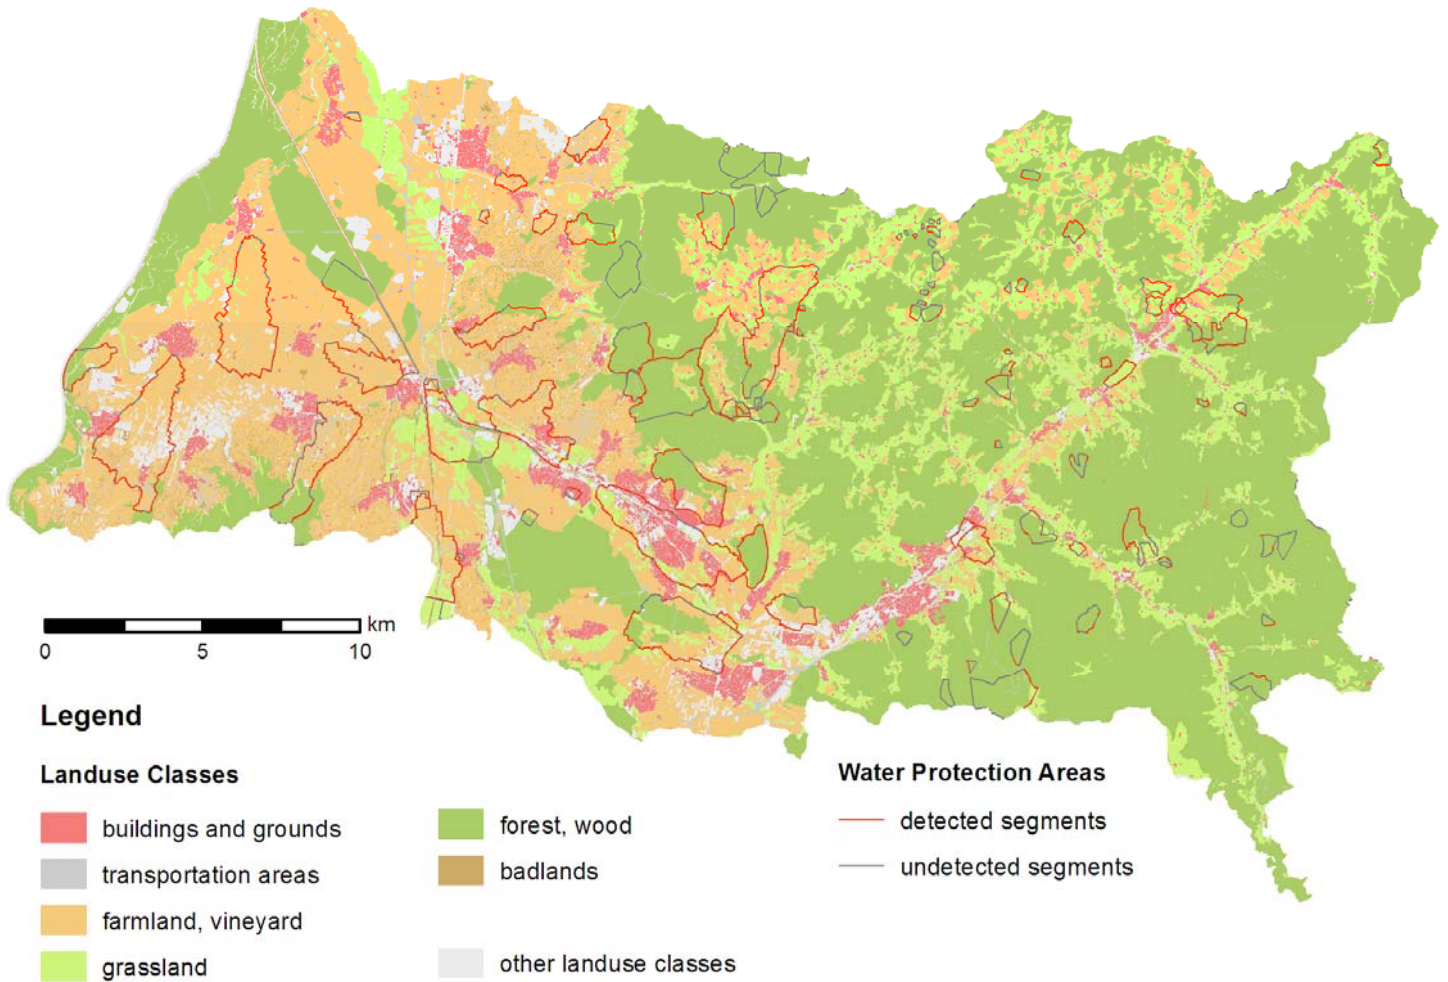 km
0 5 10
Legend
Landuse Classes
buildings and grounds
transportation areas
farmland, vineyard
grassland
forest, wood
badlands
other landuse classes
Water Protection Areas
detected segments
undetected segments